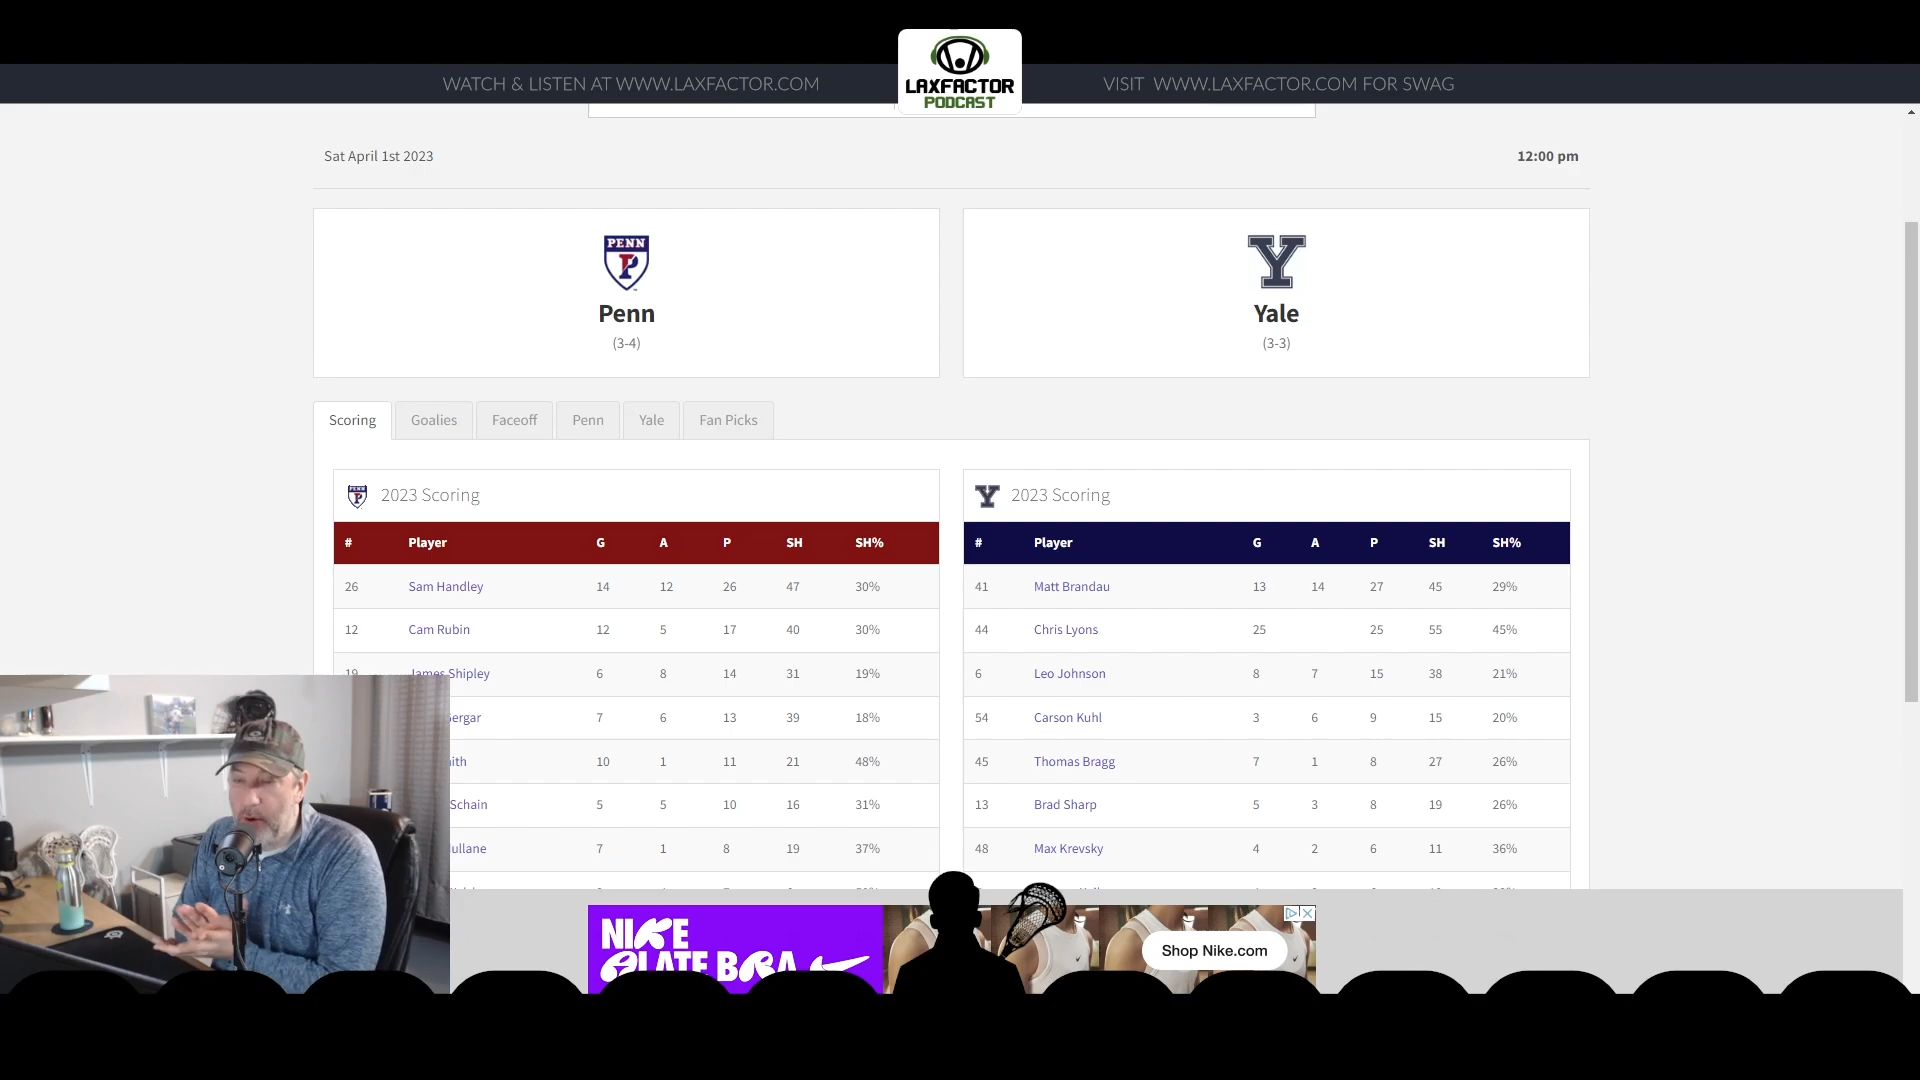 WATCH & LISTEN AT WWW.LAXFACTOR.COM
LAXFACTOR
PODCAST
VISIT WWW.LAXFACTOR.COM FOR SWAG
Sat April 1st 2023
12:00 pm
PENN
P
Penn
(3-4)
Y
Yale
(3-3)
Scoring Goalies Faceoff Penn Yale Fan Picks
2023 Scoring
# Player G A P SH SH%
26 Sam Handley 14 12 26 47 30%
12 Cam Rubin 12 5 17 40 30%
19 James Shipley 6 8 14 31 19%
Gergar 7 6 13 39 18%
ith 10 1 11 21 48%
Schain 5 5 10 16 31%
7 1 8 19 37%
Y 2023 Scoring
# Player G A P SH SH%
41 Matt Brandau 13 14 27 45 29%
44 Chris Lyons 25 25 55 45%
6 Leo Johnson 8 7 15 38 21%
54 Carson Kuhl 3 6 9 15 20%
45 Thomas Bragg 7 1 8 27 26%
13 Brad Sharp 5 3 8 19 26%
48 Max Krevsky 4 2 6 11 36%
NIKE
Shop Nike.com